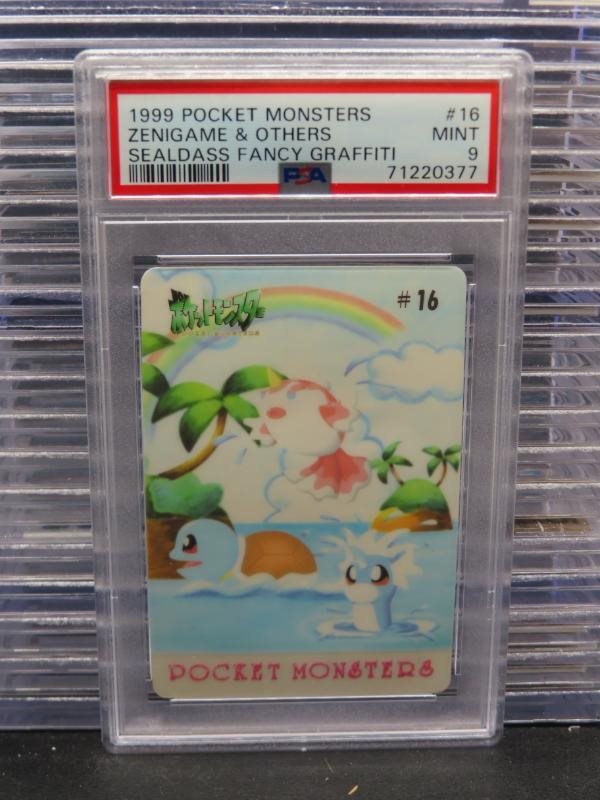 1999 POCKET MONSTERS #16
ZENIGAME & OTHERS MINT
SEALDASS FANCY GRAFFITI 9
PSA 71220377
ポケットモンスター
#16
POCKET MONSTERS